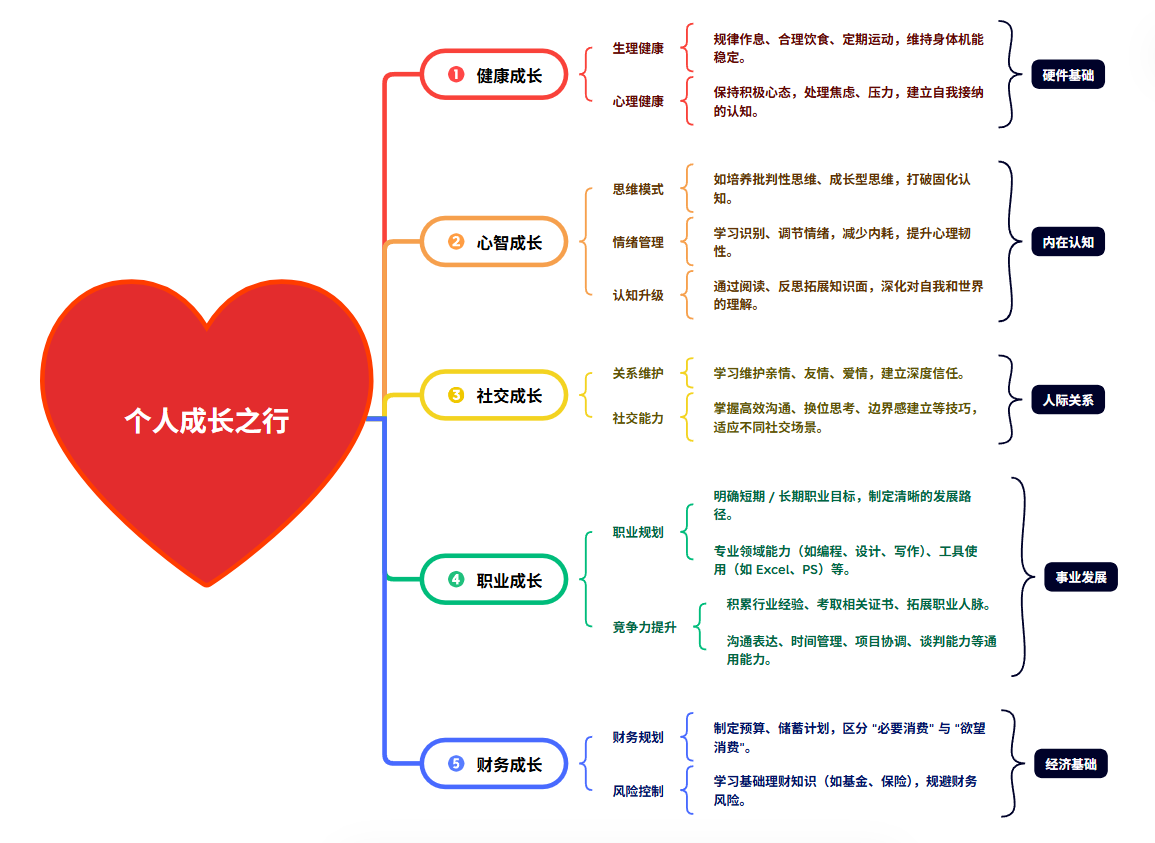 个人成长之行
1 健康成长
生理健康
规律作息、合理饮食、定期运动，维持身体机能
稳定。
心理健康
保持积极心态，处理焦虑、压力，建立自我接纳
的认知。
硬件基础
2 心智成长
思维模式
如培养批判性思维、成长型思维，打破固化认
知。
情绪管理
学习识别、调节情绪，减少内耗，提升心理韧
性。
认知升级
通过阅读、反思拓展知识面，深化对自我和世界
的理解。
内在认知
3 社交成长
关系维护
学习维护亲情、友情、爱情，建立深度信任。
社交能力
掌握高效沟通、换位思考、边界感建立等技巧，
适应不同社交场景。
人际关系
4 职业成长
职业规划
明确短期 / 长期职业目标，制定清晰的发展路
径。
专业领域能力（如编程、设计、写作）、工具使
用（如 Excel、PS）等。
竞争力提升
积累行业经验、考取相关证书、拓展职业人脉。
沟通表达、时间管理、项目协调、谈判能力等通
用能力。
事业发展
5 财务成长
财务规划
制定预算、储蓄计划，区分 "必要消费" 与 "欲望
消费"。
风险控制
学习基础理财知识（如基金、保险），规避财务
风险。
经济基础